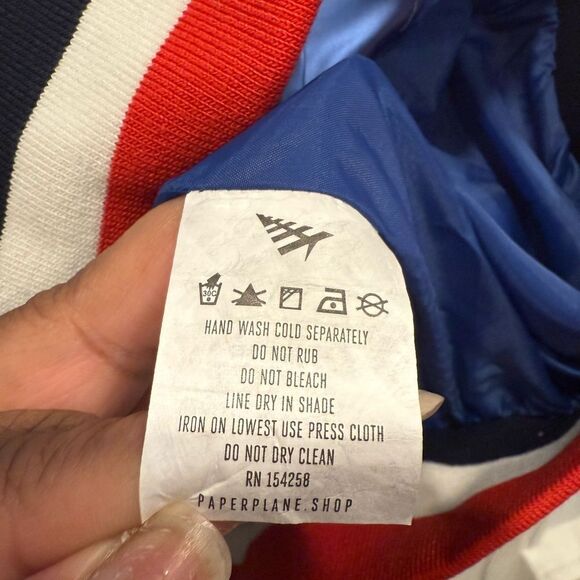 30C
HAND WASH COLD SEPARATELY
DO NOT RUB
DO NOT BLEACH
LINE DRY IN SHADE
IRON ON LOWEST USE PRESS CLOTH
DO NOT DRY CLEAN
RN 154258
PAPERPLANE.SHOP